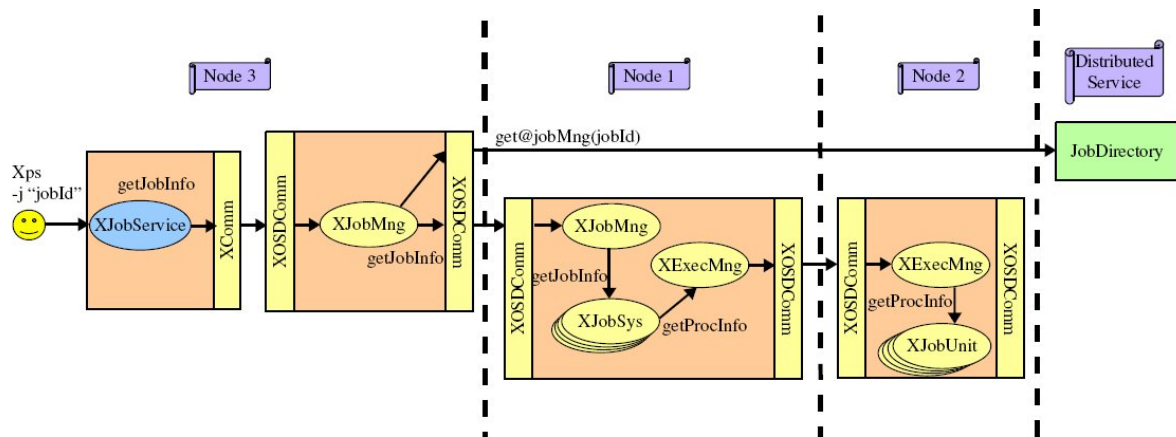 Node 3
Node 1
Node 2
Distributed
Service
get@jobMng(jobId)
JobDirectory
Xps
-j “jobId”
getJobInfo
XJobService
XComm
XOSDComm
XJobMng
getJobInfo
XOSDComm
XOSDComm
XJobMng
getJobInfo
XJobSys
XExecMng
getProcInfo
XOSDComm
XOSDComm
XExecMng
getProcInfo
XJobUnit
XOSDComm